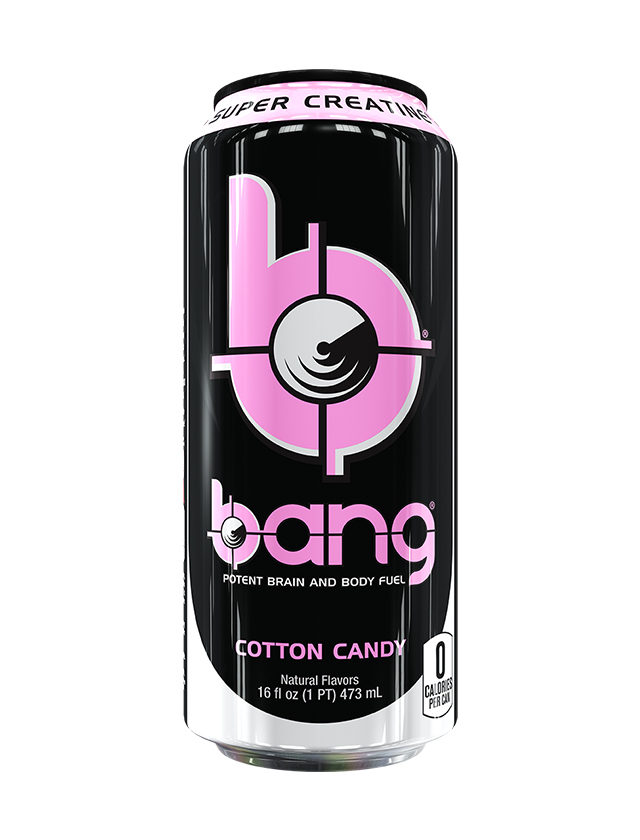 SUPER CREATINE
b®
bang®
POTENT BRAIN AND BODY FUEL
COTTON CANDY
Natural Flavors
16 fl oz (1 PT) 473 mL
0
CALORIES
PER CAN